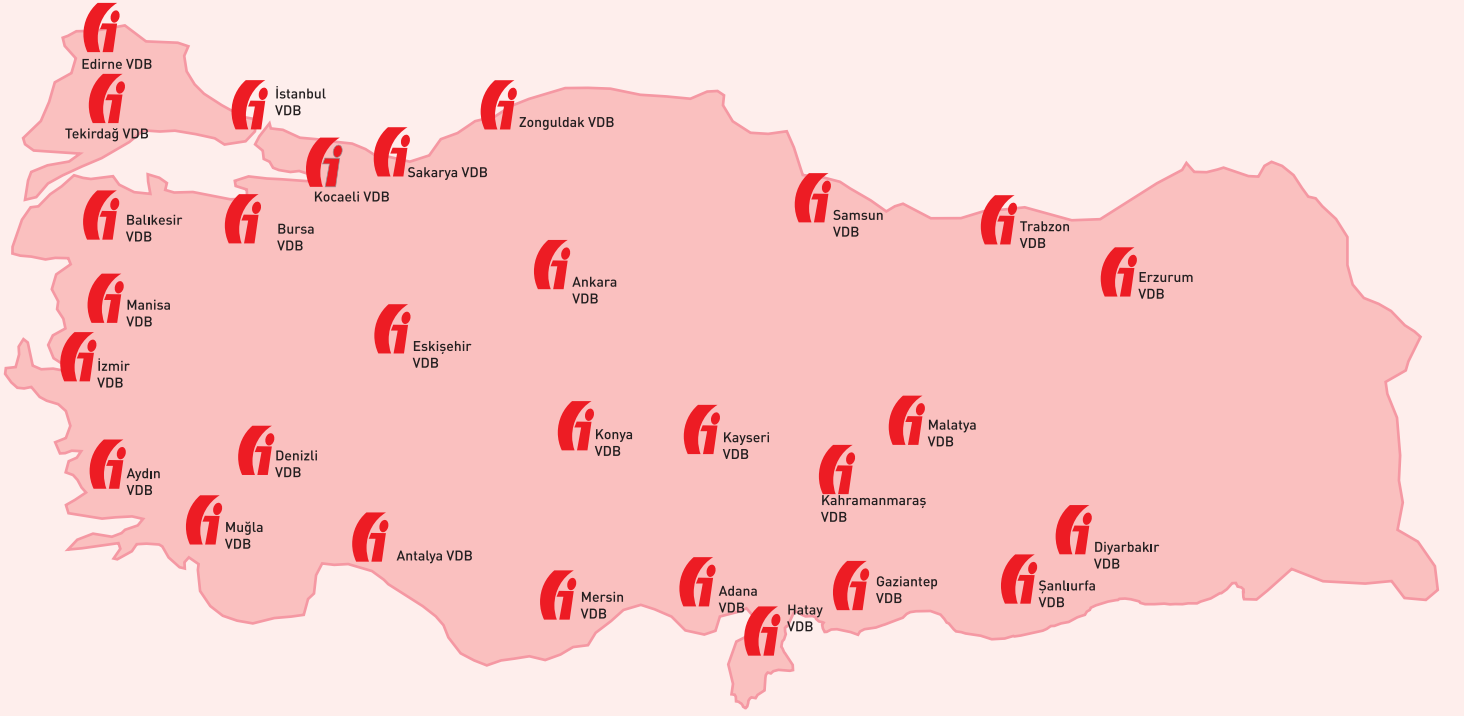 Edirne VDB
Tekirdağ VDB
İstanbul
VDB
Zonguldak VDB
Sakarya VDB
Kocaeli VDB
Balıkesir
VDB
Bursa
VDB
Samsun
VDB
Trabzon
VDB
Ankara
VDB
Erzurum
VDB
Manisa
VDB
Eskişehir
VDB
İzmir
VDB
Konya
VDB
Kayseri
VDB
Malatya
VDB
Aydın
VDB
Denizli
VDB
Kahramanmaraş
VDB
Muğla
VDB
Antalya VDB
Diyarbakır
VDB
Mersin
VDB
Adana
VDB
Gaziantep
VDB
Şanlıurfa
VDB
Hatay
VDB